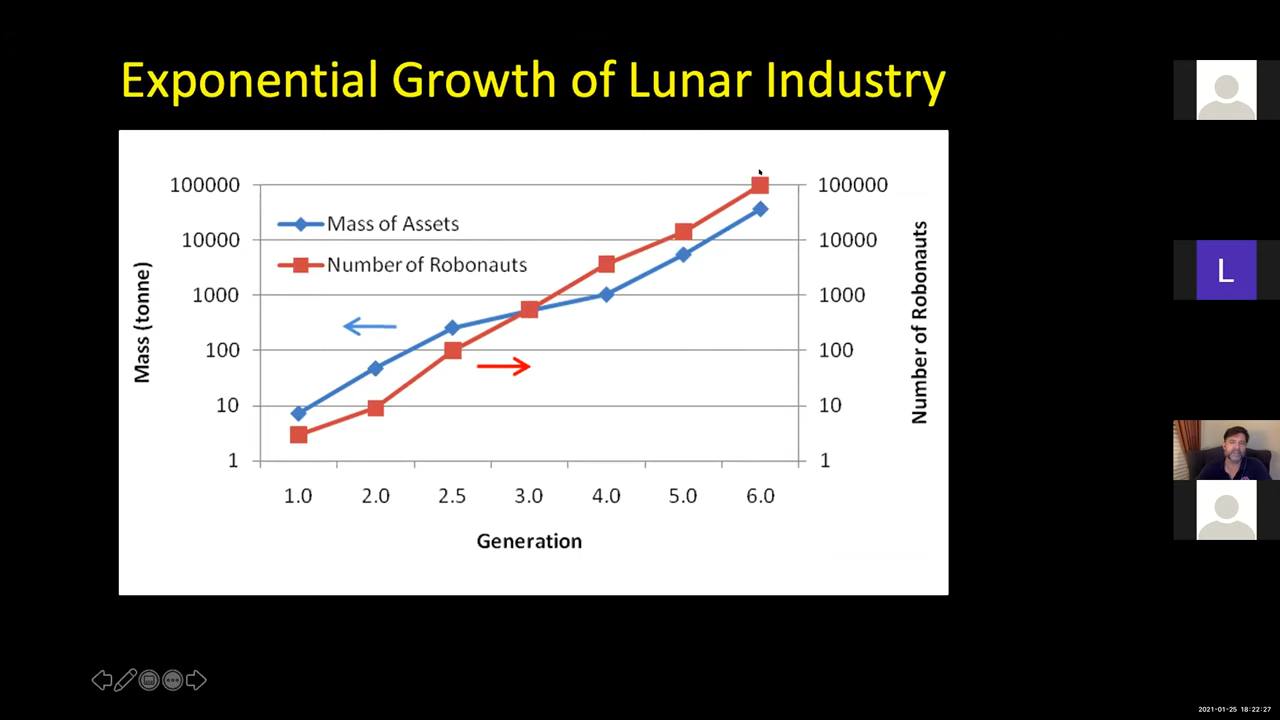 Exponential Growth of Lunar Industry
100000
10000
1000
100
10
1
Mass (tonne)
Mass of Assets
Number of Robonauts
100000
10000
1000
100
10
1
Number of Robonauts
1.0 2.0 2.5 3.0 4.0 5.0 6.0
Generation
L
2021-01-25 18:22:27